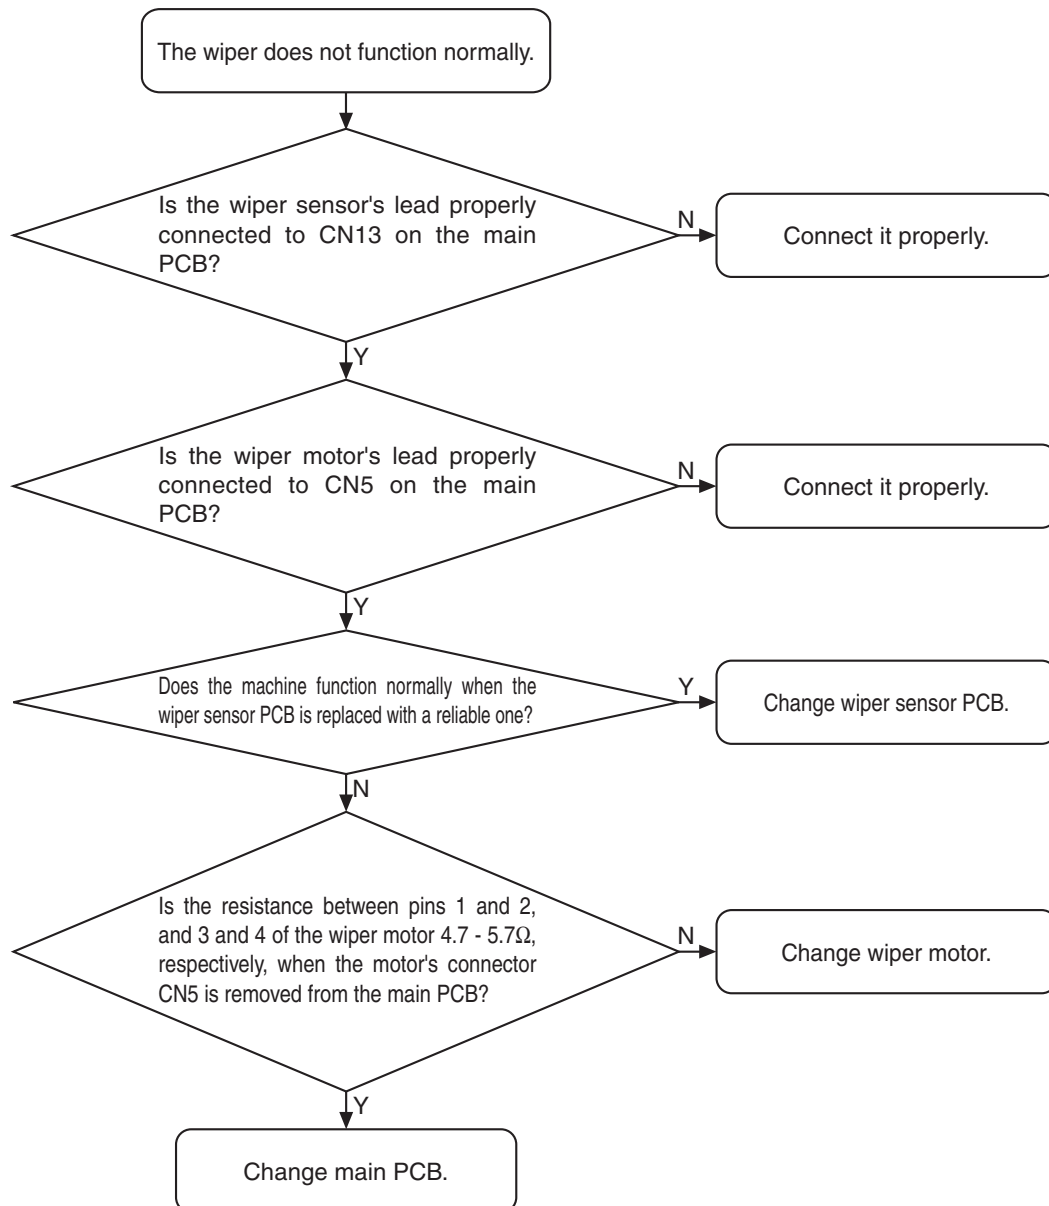 The wiper does not function normally.
Is the wiper sensor's lead properly
connected to CN13 on the main
PCB?
N
Connect it properly.
Y
Is the wiper motor's lead properly
connected to CN5 on the main
PCB?
N
Connect it properly.
Y
Does the machine function normally when the
wiper sensor PCB is replaced with a reliable one?
Y
Change wiper sensor PCB.
N
Is the resistance between pins 1 and 2,
and 3 and 4 of the wiper motor 4.7 - 5.7Ω,
respectively, when the motor's connector
CN5 is removed from the main PCB?
N
Change wiper motor.
Y
Change main PCB.